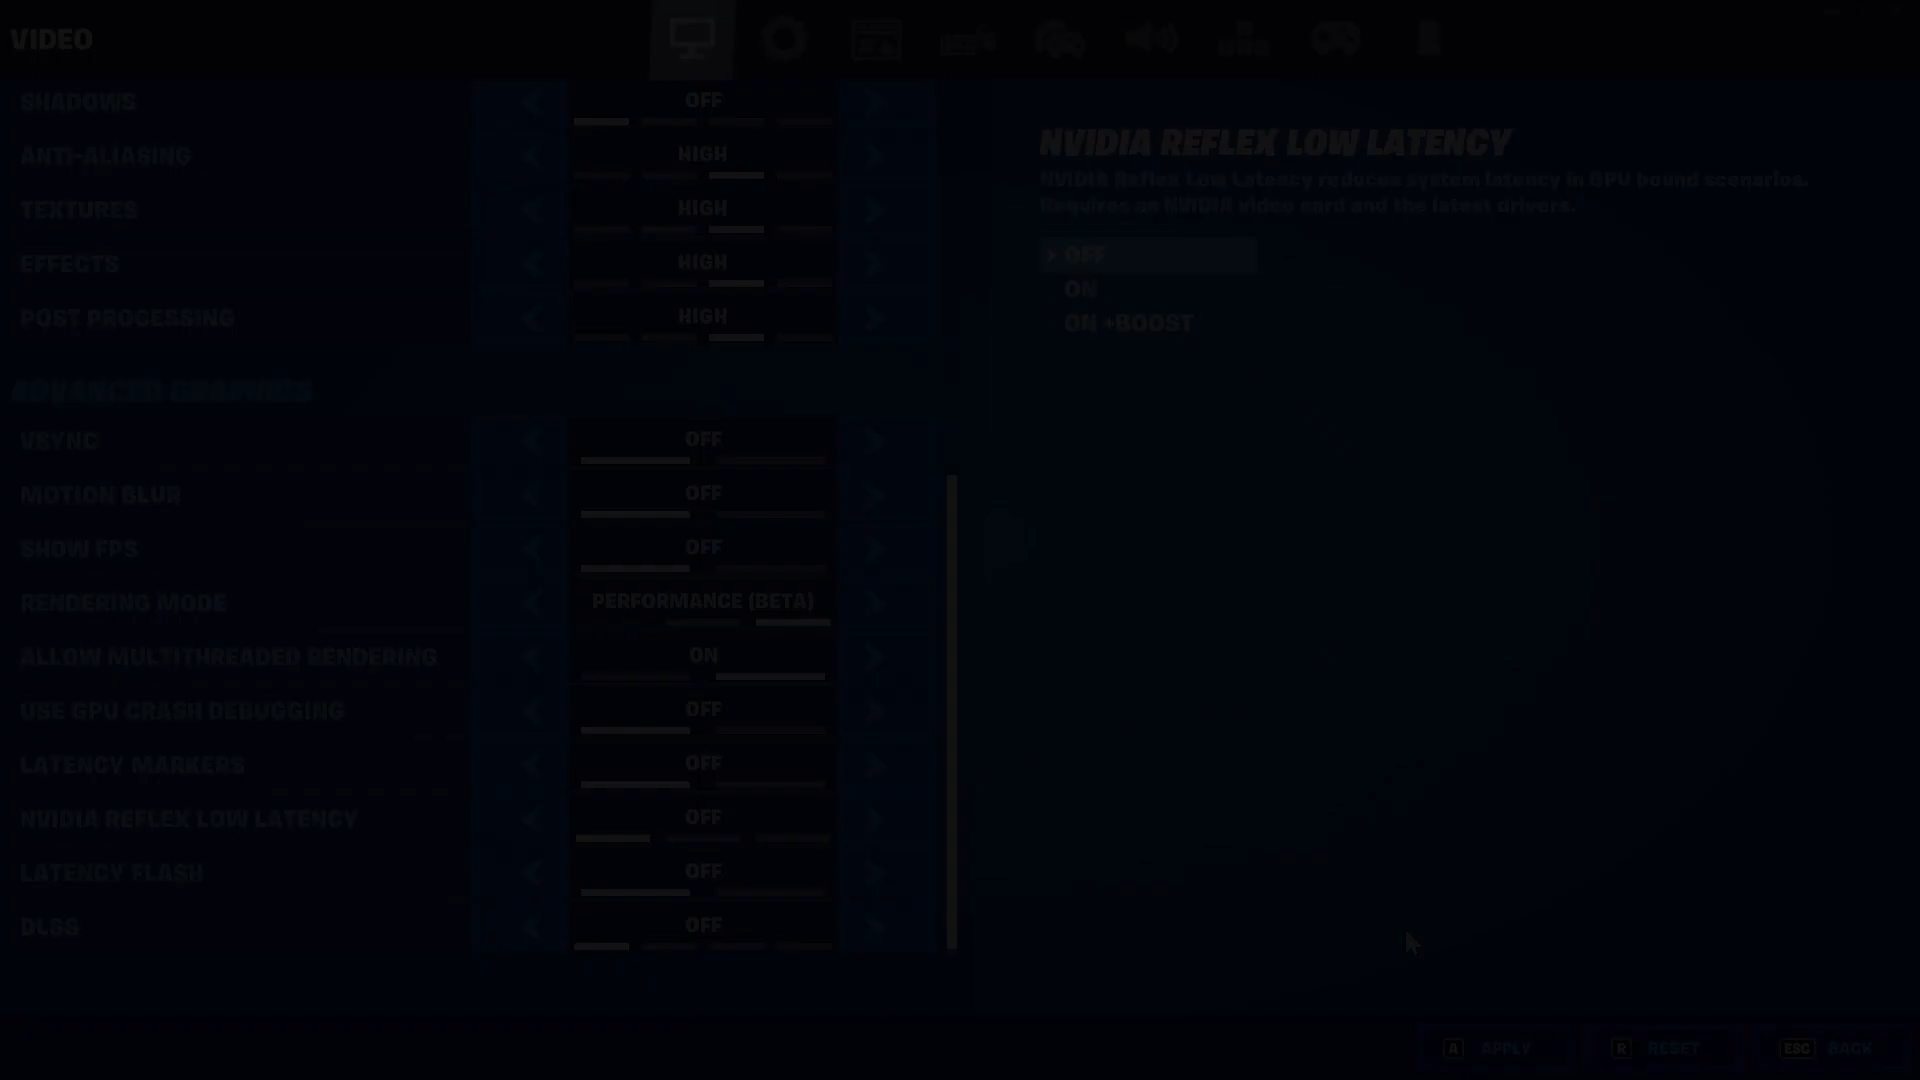 VIDEO
SHADOWS OFF
ANTI-ALIASING HIGH
TEXTURES HIGH
EFFECTS HIGH
POST PROCESSING HIGH
ADVANCED GRAPHICS
VSYNC OFF
MOTION BLUR OFF
SHOW FPS OFF
RENDERING MODE PERFORMANCE (BETA)
ALLOW MULTITHREADED RENDERING ON
USE GPU CRASH DEBUGGING OFF
LATENCY MARKERS OFF
NVIDIA REFLEX LOW LATENCY OFF
LATENCY FLASH OFF
DLSS OFF
NVIDIA REFLEX LOW LATENCY
NVIDIA Reflex Low Latency reduces system latency in GPU bound scenarios.
Requires an NVIDIA video card and the latest drivers.
> OFF
ON
ON +BOOST
A APPLY R RESET ESC BACK